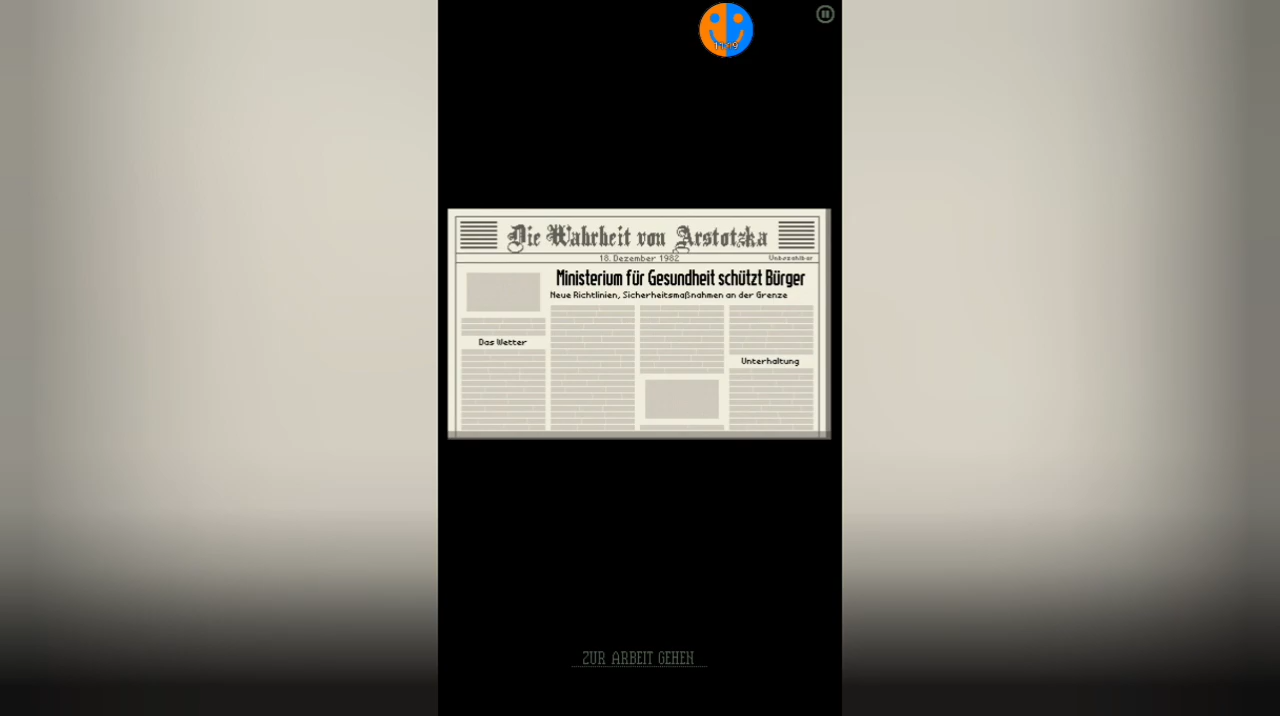 Die Wahrheit von Arstotzka
18. Dezember 1982
Unbezahlbar
Ministerium für Gesundheit schützt Bürger
Neue Richtlinien, Sicherheitsmaßnahmen an der Grenze
Das Wetter
Unterhaltung
ZUR ARBEIT GEHEN